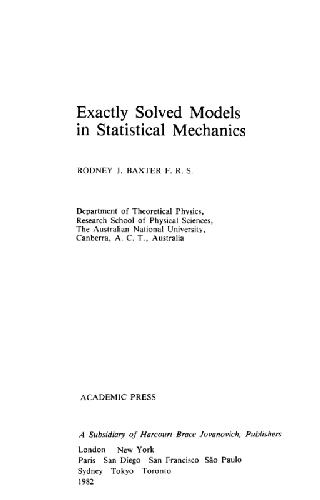 Exactly Solved Models
in Statistical Mechanics
RODNEY J. BAXTER F. R. S.
Department of Theoretical Physics,
Research School of Physical Sciences,
The Australian National University,
Canberra, A. C. T., Australia
ACADEMIC PRESS
A Subsidiary of Harcourt Brace Jovanovich, Publishers
London New York
Paris San Diego San Francisco São Paulo
Sydney Tokyo Toronto
1982